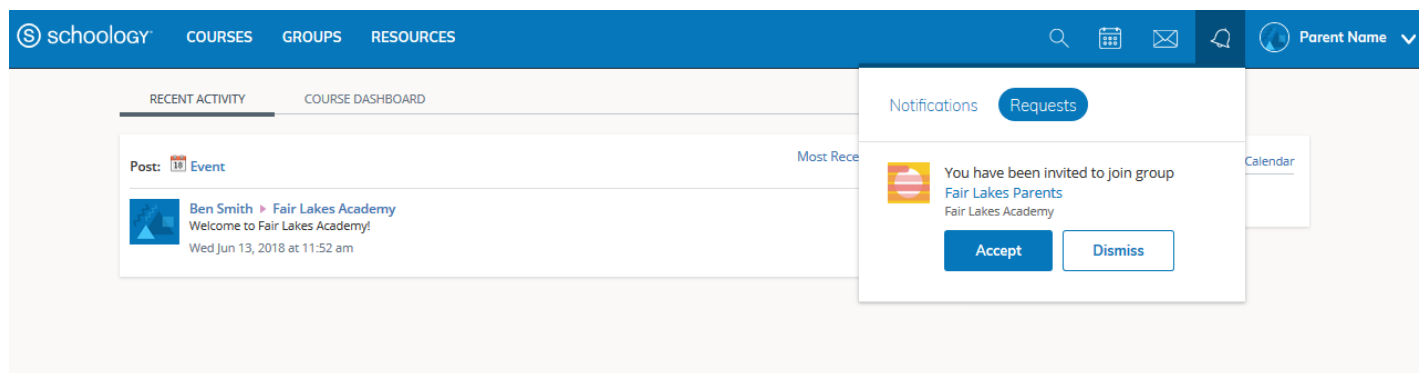 schoology COURSES GROUPS RESOURCES Parent Name
RECENT ACTIVITY COURSE DASHBOARD
Notifications Requests
Post: 10 Event
Most Rece
Calendar
Ben Smith Fair Lakes Academy
Welcome to Fair Lakes Academy!
Wed Jun 13, 2018 at 11:52 am
You have been invited to join group
Fair Lakes Parents
Fair Lakes Academy
Accept Dismiss